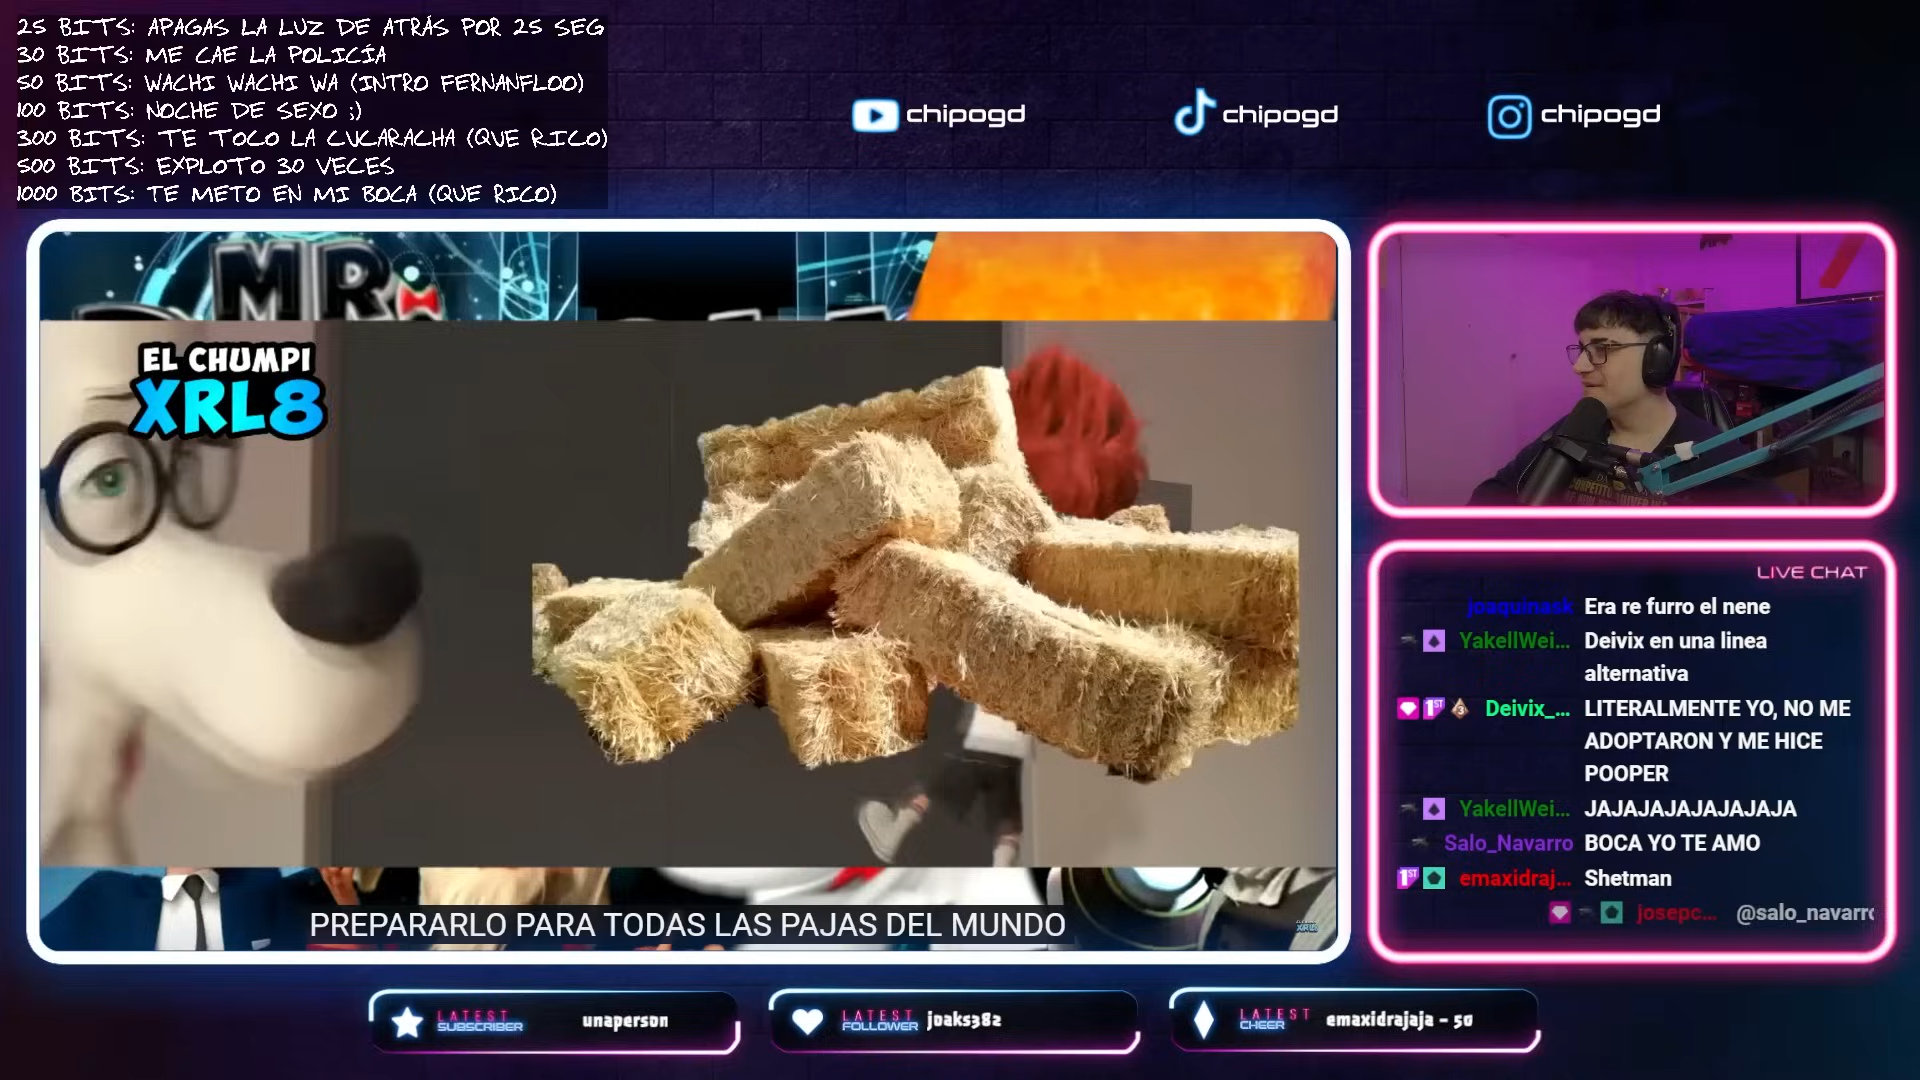 25 BITS: APAGAS LA LUZ DE ATRÁS POR 25 SEG
30 BITS: ME CAE LA POLICÍA
50 BITS: WACHI WACHI WA (INTRO FERNANFLOO)
100 BITS: NOCHE DE SEXO ;)
300 BITS: TE TOCO LA CUCARACHA (QUE RICO)
500 BITS: EXPLOTO 30 VECES
1000 BITS: TE METO EN MI BOCA (QUE RICO)
chipogd
chipogd
chipogd
MR.
EL CHUMPI
XRL8
PREPARARLO PARA TODAS LAS PAJAS DEL MUNDO
LIVE CHAT
joaquinask Era re furro el nene
YakellWei... Deivix en una linea
alternativa
Deivix_... LITERALMENTE YO, NO ME
ADOPTARON Y ME HICE
POOPER
YakellWei... JAJAJAJAJAJAJAJA
Salo_Navarro BOCA YO TE AMO
emaxidraj... Shetman
josepc... @salo_navarro
LATEST
SUBSCRIBER
unaperson
LATEST
FOLLOWER
joaks382
LATEST
CHEER
emaxidrajaja - 50